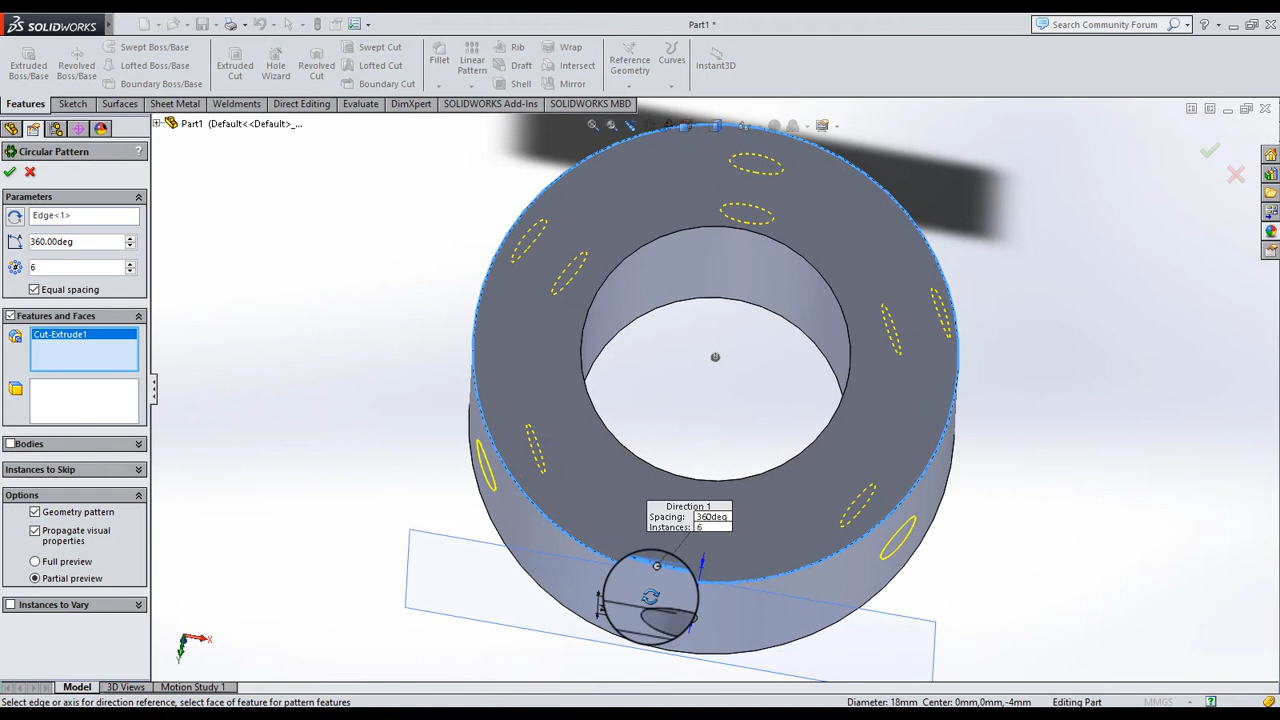 SOLIDWORKS
Part1 *
Search Community Forum
?
Extruded Boss/Base
Revolved Boss/Base
Swept Boss/Base
Lofted Boss/Base
Boundary Boss/Base
Extruded Cut
Hole Wizard
Revolved Cut
Swept Cut
Lofted Cut
Boundary Cut
Fillet
Linear Pattern
Rib
Draft
Shell
Wrap
Intersect
Mirror
Reference Geometry
Curves
Instant3D
Features
Sketch
Surfaces
Sheet Metal
Weldments
Direct Editing
Evaluate
DimXpert
SOLIDWORKS Add-Ins
SOLIDWORKS MBD
Part1 (Default<<Default>_...
Circular Pattern
?
Parameters
Edge<1>
360.00deg
6
Equal spacing
Features and Faces
Cut-Extrude1
Bodies
Instances to Skip
Options
Geometry pattern
Propagate visual
properties
Full preview
Partial preview
Instances to Vary
Direction 1
Spacing: 360deg
Instances: 6
X
Y
Model
3D Views
Motion Study 1
Select edge or axis for direction reference, select face of feature for pattern features
Diameter: 18mm Center: 0mm,0mm,-4mm
Editing Part
MMGS
?